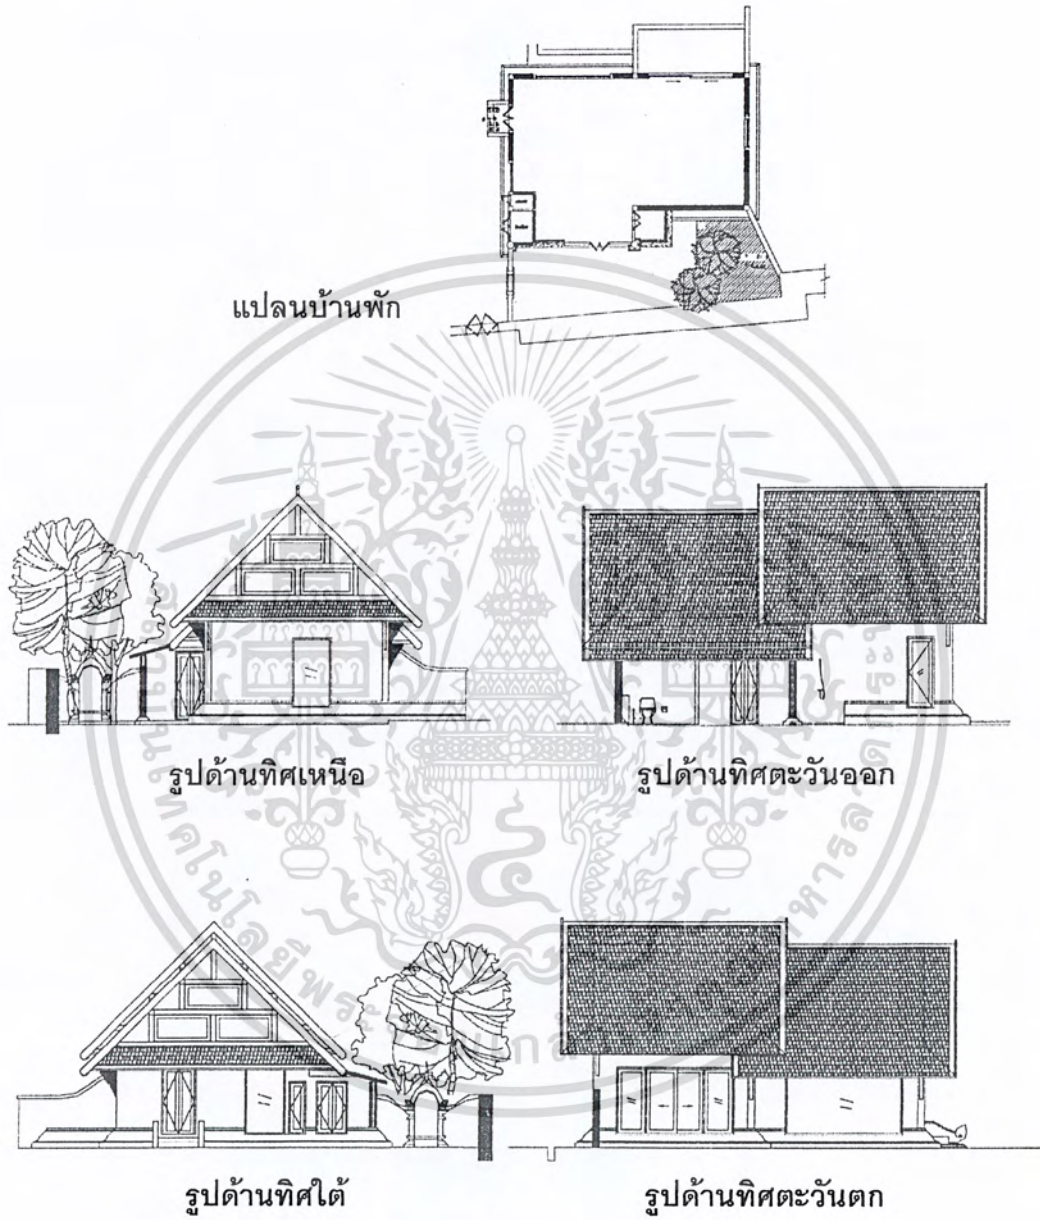 แปลนบ้านพัก
รูปด้านทิศเหนือ
รูปด้านทิศตะวันออก
รูปด้านทิศใต้
รูปด้านทิศตะวันตก